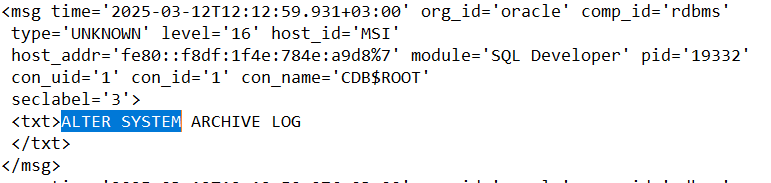 <msg time='2025-03-12T12:12:59.931+03:00' org_id='oracle' comp_id='rdbms'
 type='UNKNOWN' level='16' host_id='MSI'
 host_addr='fe80::f8df:1f4e:784e:a9d8%7' module='SQL Developer' pid='19332'
 con_uid='1' con_id='1' con_name='CDB$ROOT'
 seclabel='3'>
 <txt>ALTER SYSTEM ARCHIVE LOG
 </txt>
</msg>